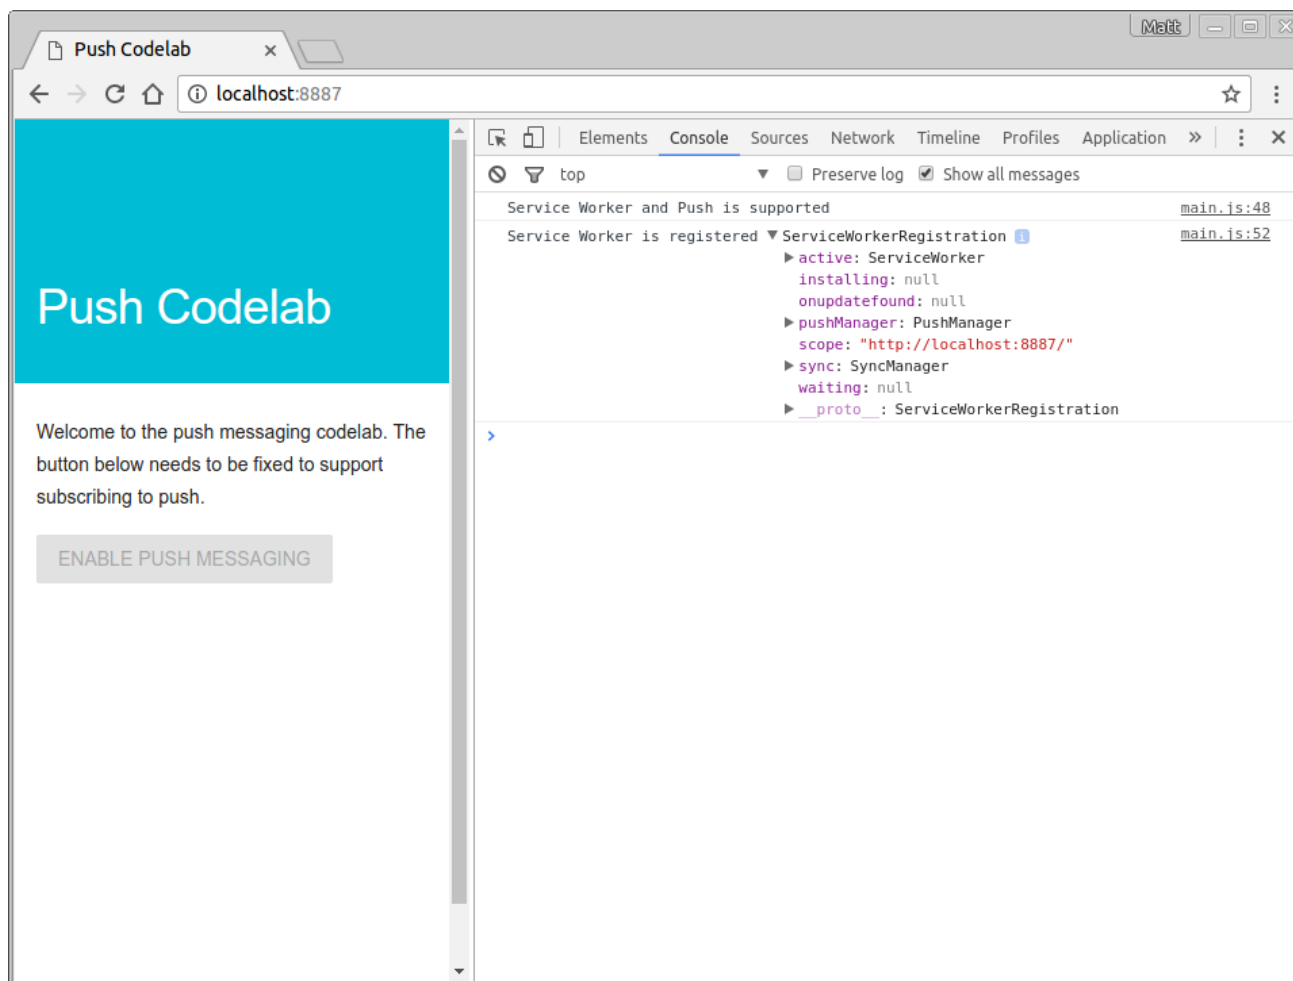 Matt
Push Codelab
localhost:8887
Elements Console Sources Network Timeline Profiles Application
top Preserve log Show all messages
Service Worker and Push is supported main.js:48
Service Worker is registered ServiceWorkerRegistration i main.js:52
active: ServiceWorker
installing: null
onupdatefound: null
pushManager: PushManager
scope: "http://localhost:8887/"
sync: SyncManager
waiting: null
__proto__: ServiceWorkerRegistration
Push Codelab
Welcome to the push messaging codelab. The
button below needs to be fixed to support
subscribing to push.
ENABLE PUSH MESSAGING